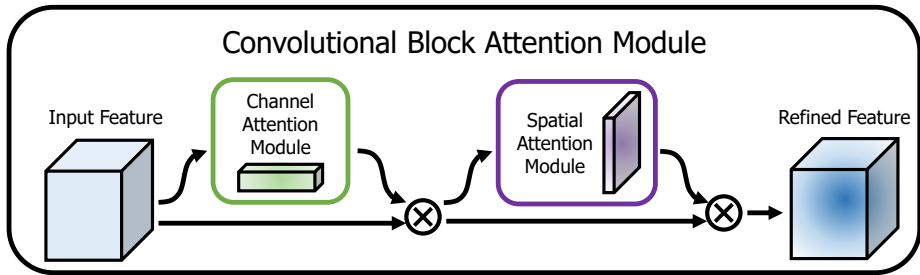 Convolutional Block Attention Module
Input Feature
Channel
Attention
Module
Spatial
Attention
Module
Refined Feature